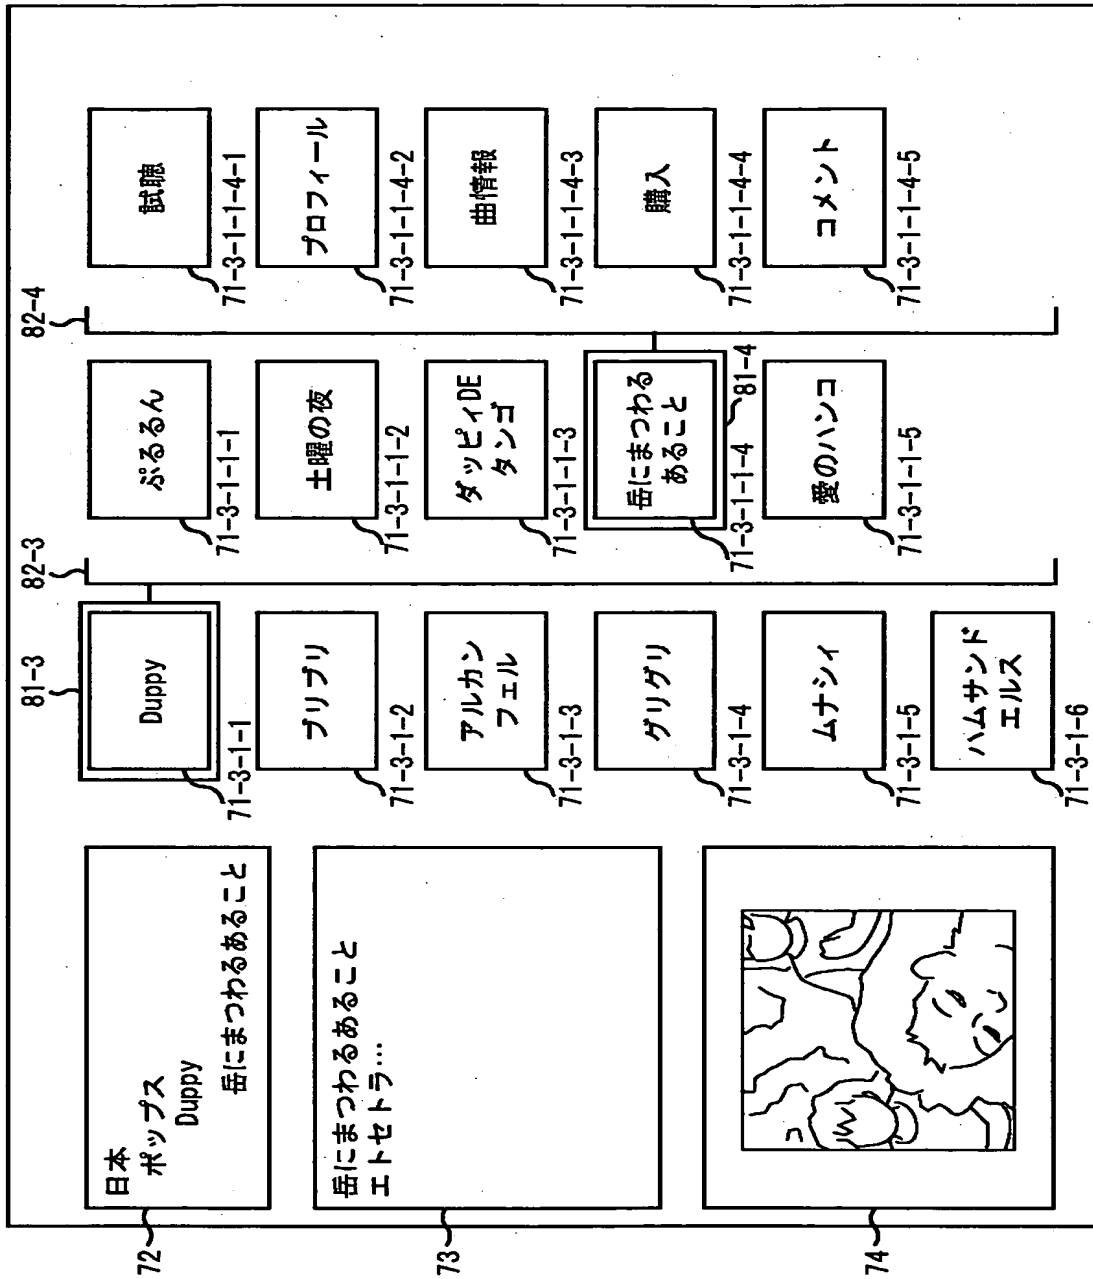 72
日本
ポップス
Duppy
岳にまつわるあること
73
岳にまつわるあること
エトセトラ…
74
81-3
Duppy
71-3-1-1
プリプリ
71-3-1-2
アルカン
フェル
71-3-1-3
グリグリ
71-3-1-4
ムナシィ
71-3-1-5
ハムサンド
エルス
71-3-1-6
82-3
ぷるるん
71-3-1-1-1
土曜の夜
71-3-1-1-2
ダッピィDE
タンゴ
71-3-1-1-3
岳にまつわる
あること
71-3-1-1-4
81-4
愛のハンコ
71-3-1-1-5
82-4
試聴
71-3-1-1-4-1
プロフィール
71-3-1-1-4-2
曲情報
71-3-1-1-4-3
購入
71-3-1-1-4-4
コメント
71-3-1-1-4-5